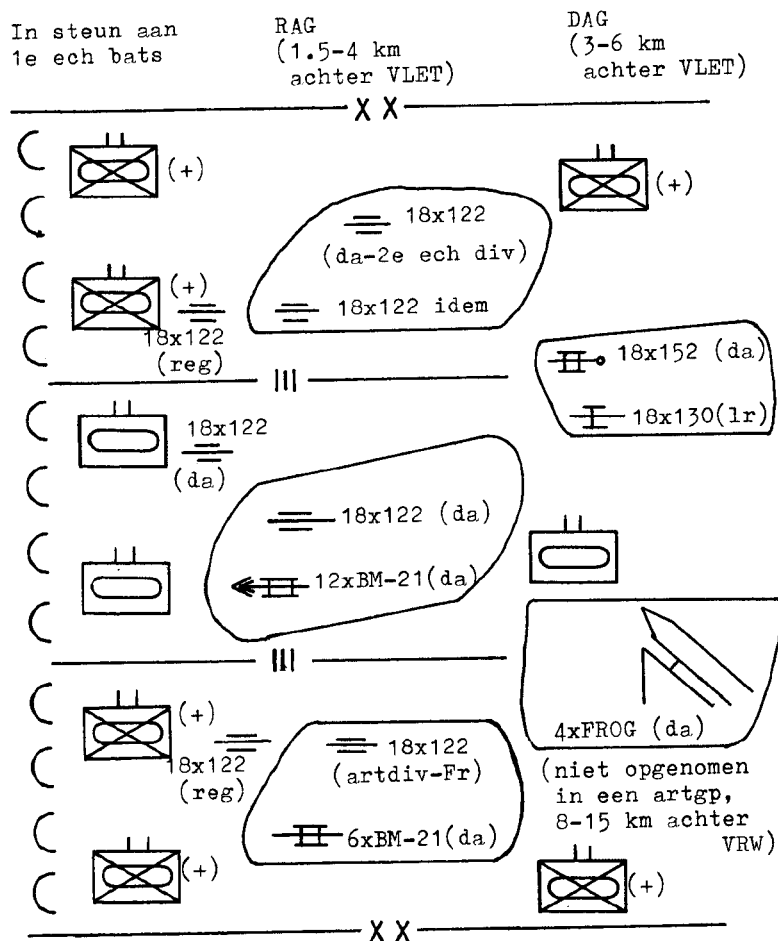 In steun aan
1e ech bats
RAG
(1.5-4 km
achter VLET)
DAG
(3-6 km
achter VLET)
X X
(+)
(+)
18x122
(da-2e ech div)
(+)
18x122
(reg)
18x122 idem
18x152 (da)
18x130(lr)
III
18x122
(da)
18x122 (da)
12xBM-21(da)
III
4xFROG (da)
(niet opgenomen
in een artgp,
8-15 km achter
VRW)
(+)
18x122
(reg)
18x122
(artdiv-Fr)
6xBM-21(da)
(+)
(+)
X X